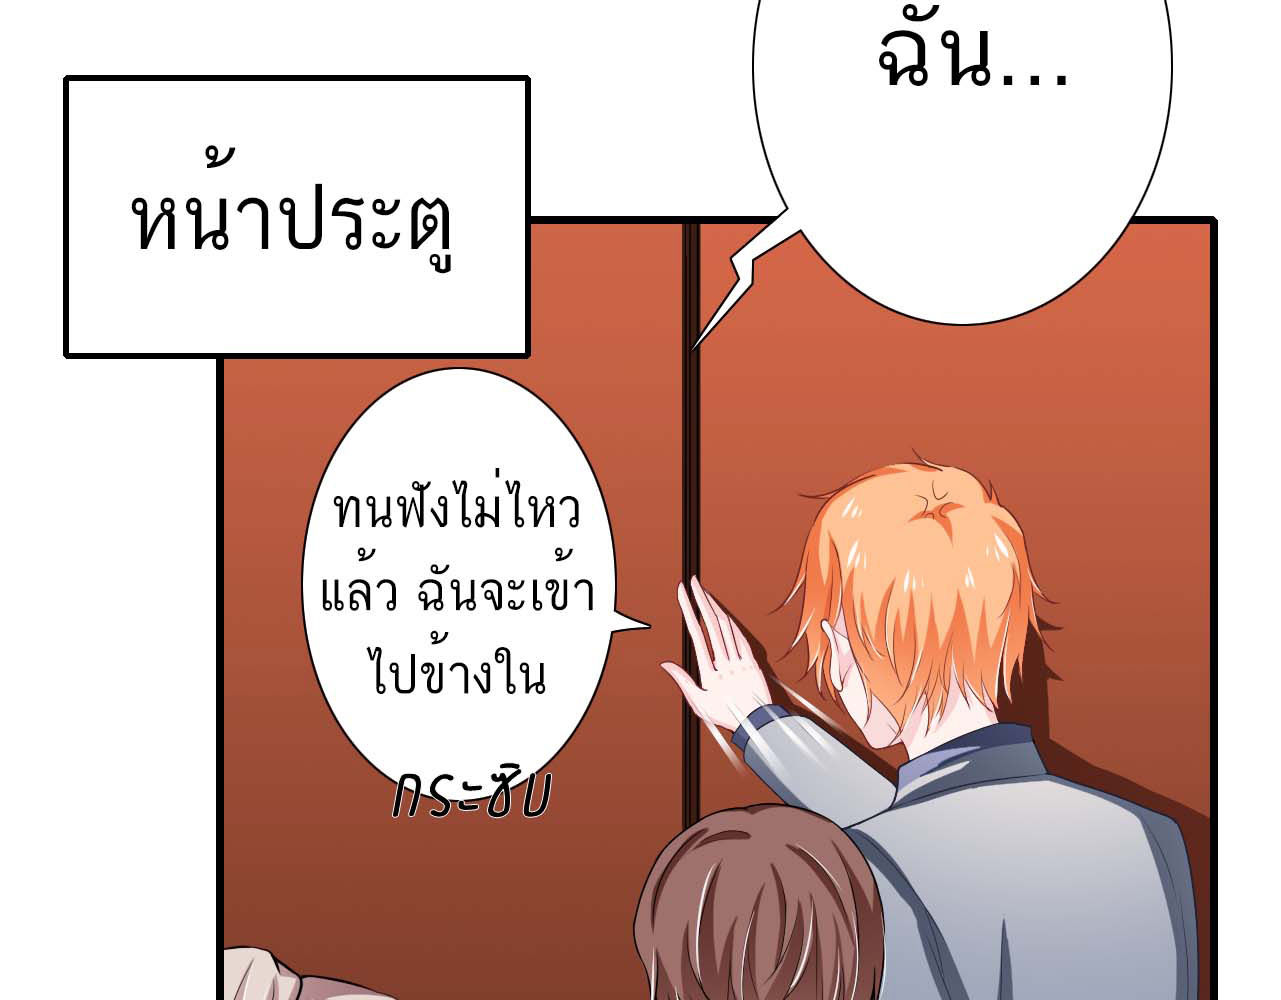 ฉัน...
หน้าประตู
ทนฟังไม่ไหว
แล้ว ฉันจะเข้า
ไปข้างใน
กระซิบ